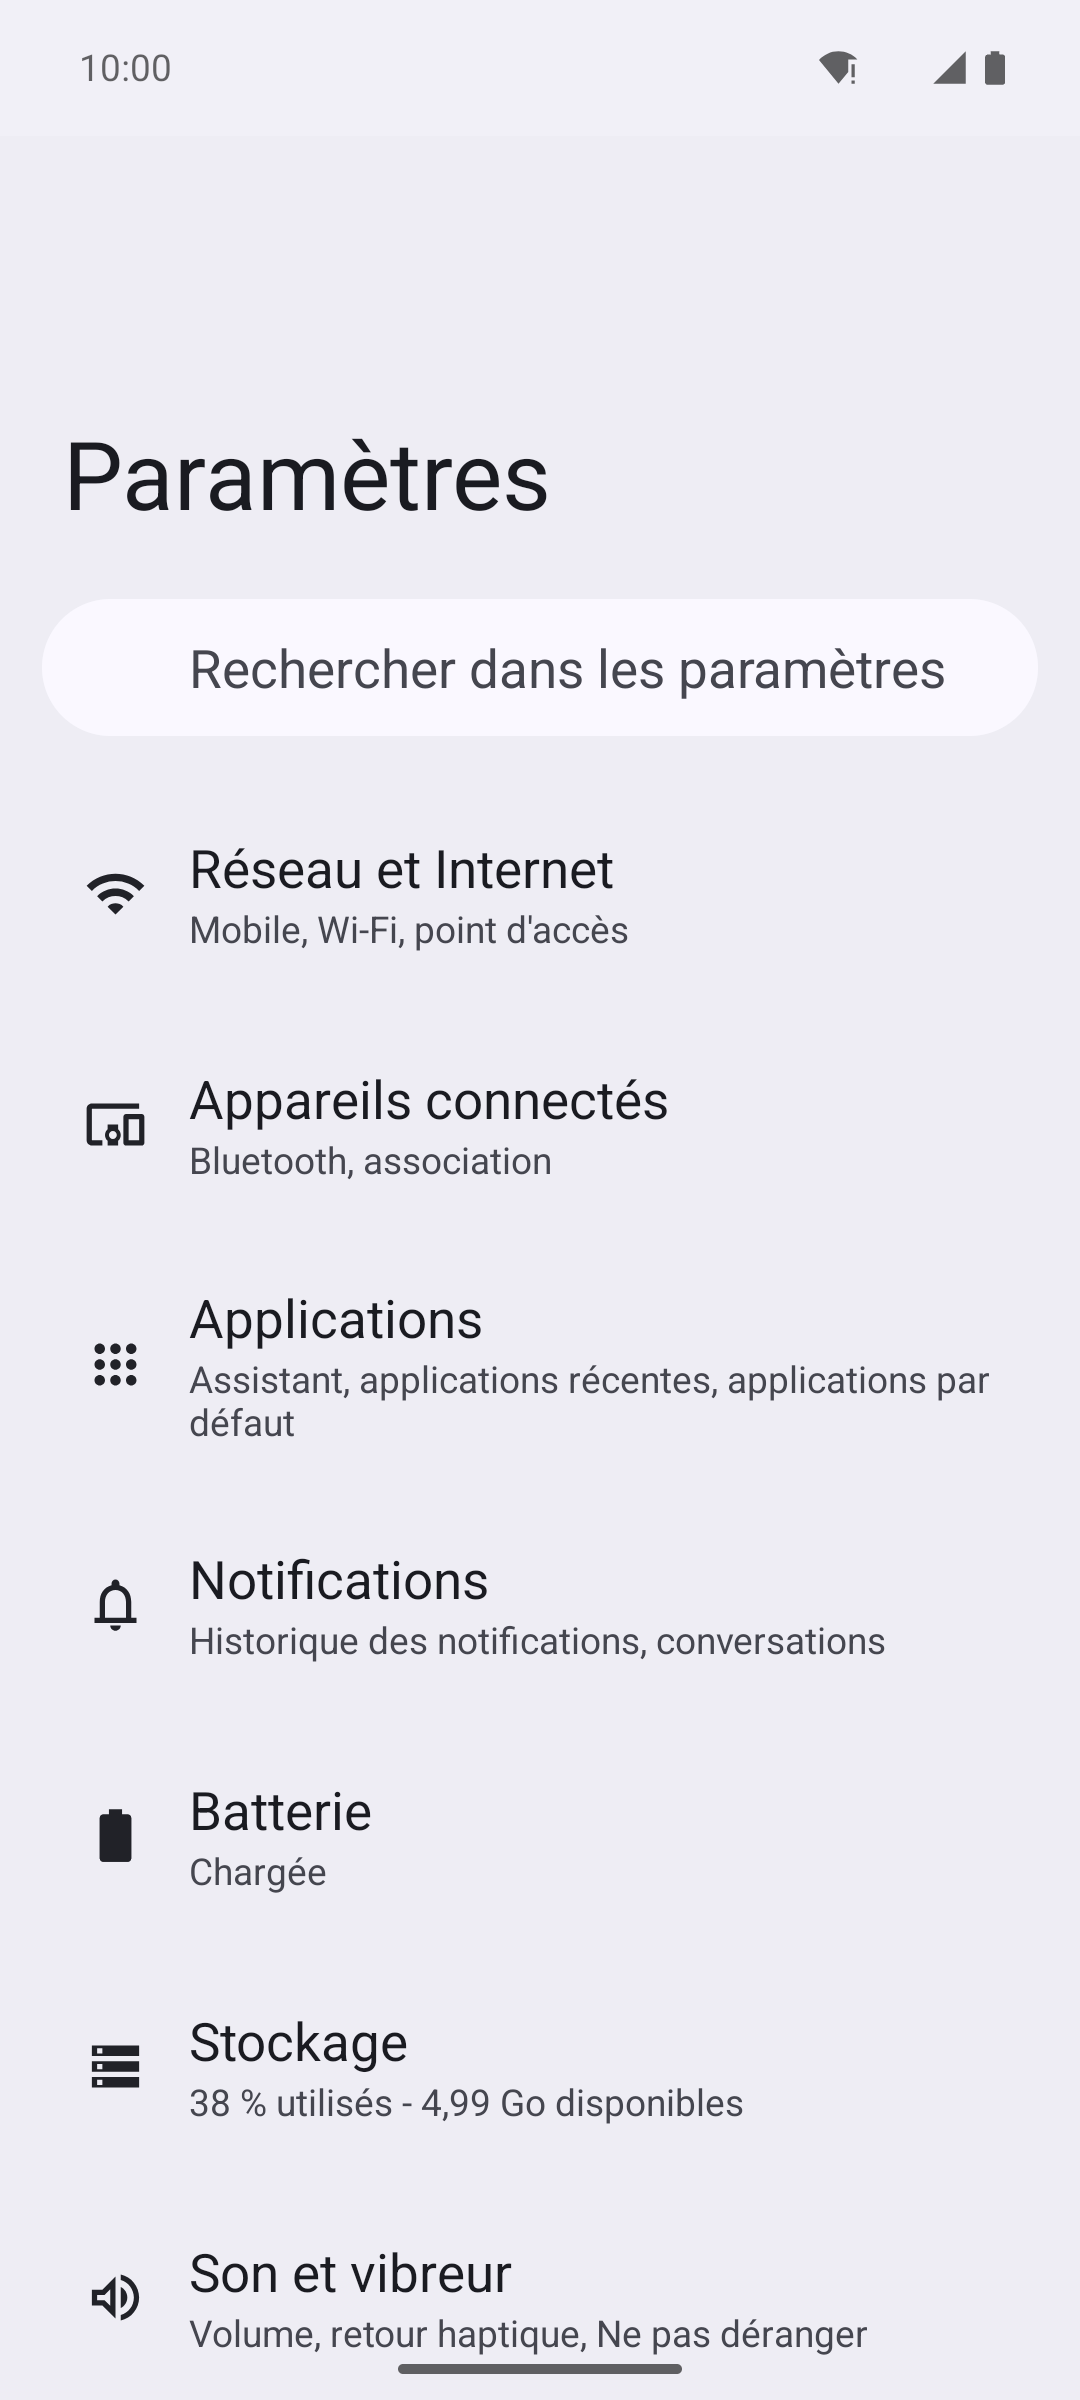 10:00
Paramètres
Rechercher dans les paramètres
Réseau et Internet
Mobile, Wi-Fi, point d'accès
Appareils connectés
Bluetooth, association
Applications
Assistant, applications récentes, applications par
défaut
Notifications
Historique des notifications, conversations
Batterie
Chargée
Stockage
38 % utilisés - 4,99 Go disponibles
Son et vibreur
Volume, retour haptique, Ne pas déranger